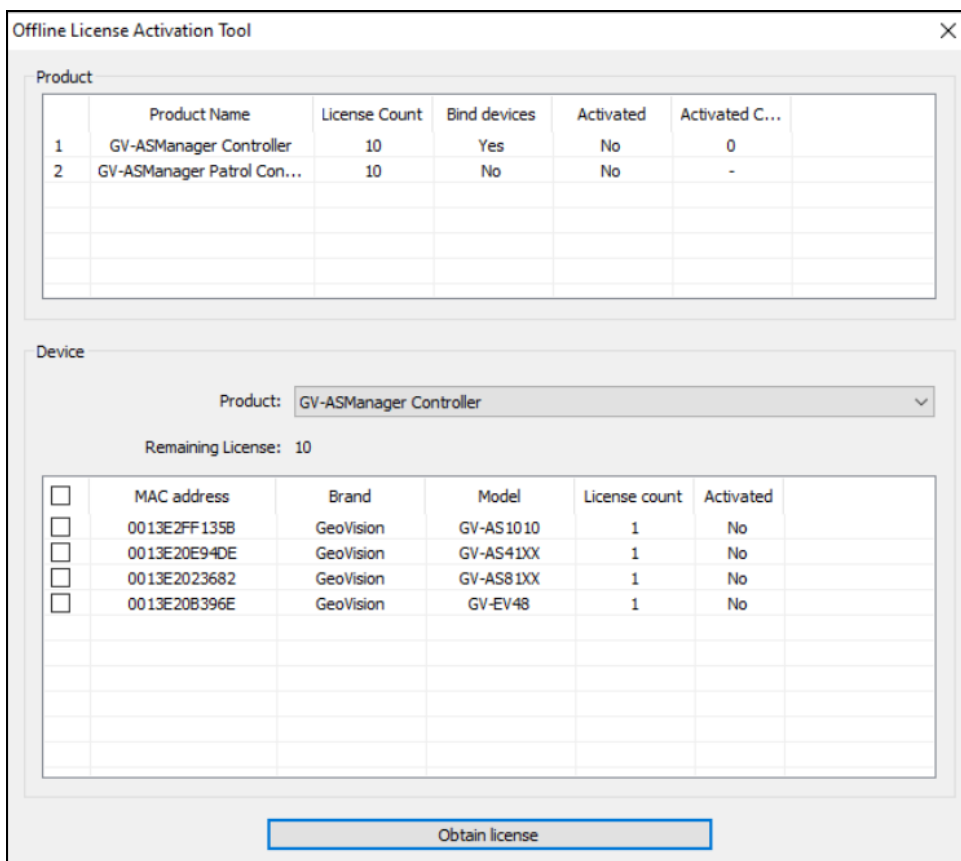 Offline License Activation Tool
Product
Product Name License Count Bind devices Activated Activated C...
1 GV-ASManager Controller 10 Yes No 0
2 GV-ASManager Patrol Con... 10 No No -
Device
Product: GV-ASManager Controller
Remaining License: 10
MAC address Brand Model License count Activated
0013E2FF135B GeoVision GV-AS1010 1 No
0013E20E94DE GeoVision GV-AS41XX 1 No
0013E2023682 GeoVision GV-AS81XX 1 No
0013E20B396E GeoVision GV-EV48 1 No
Obtain license